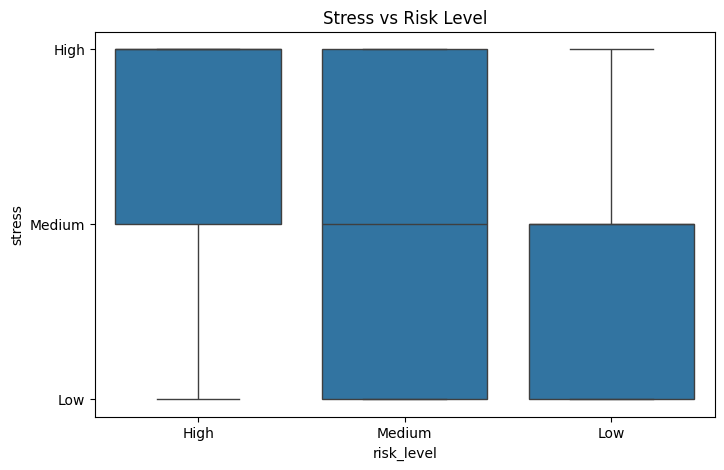 Stress vs Risk Level
High
Medium
Low
stress
High
Medium
Low
risk_level